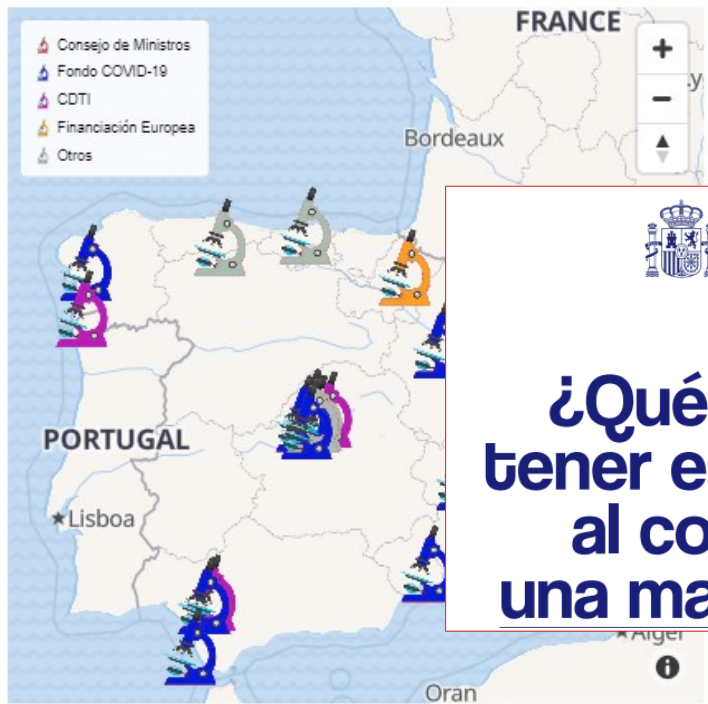 Consejo de Ministros
Fondo COVID-19
CDTI
Financiación Europea
Otros
FRANCE
Bordeaux
PORTUGAL
Lisboa
Oran
¿Qué
tener e
al co
una ma